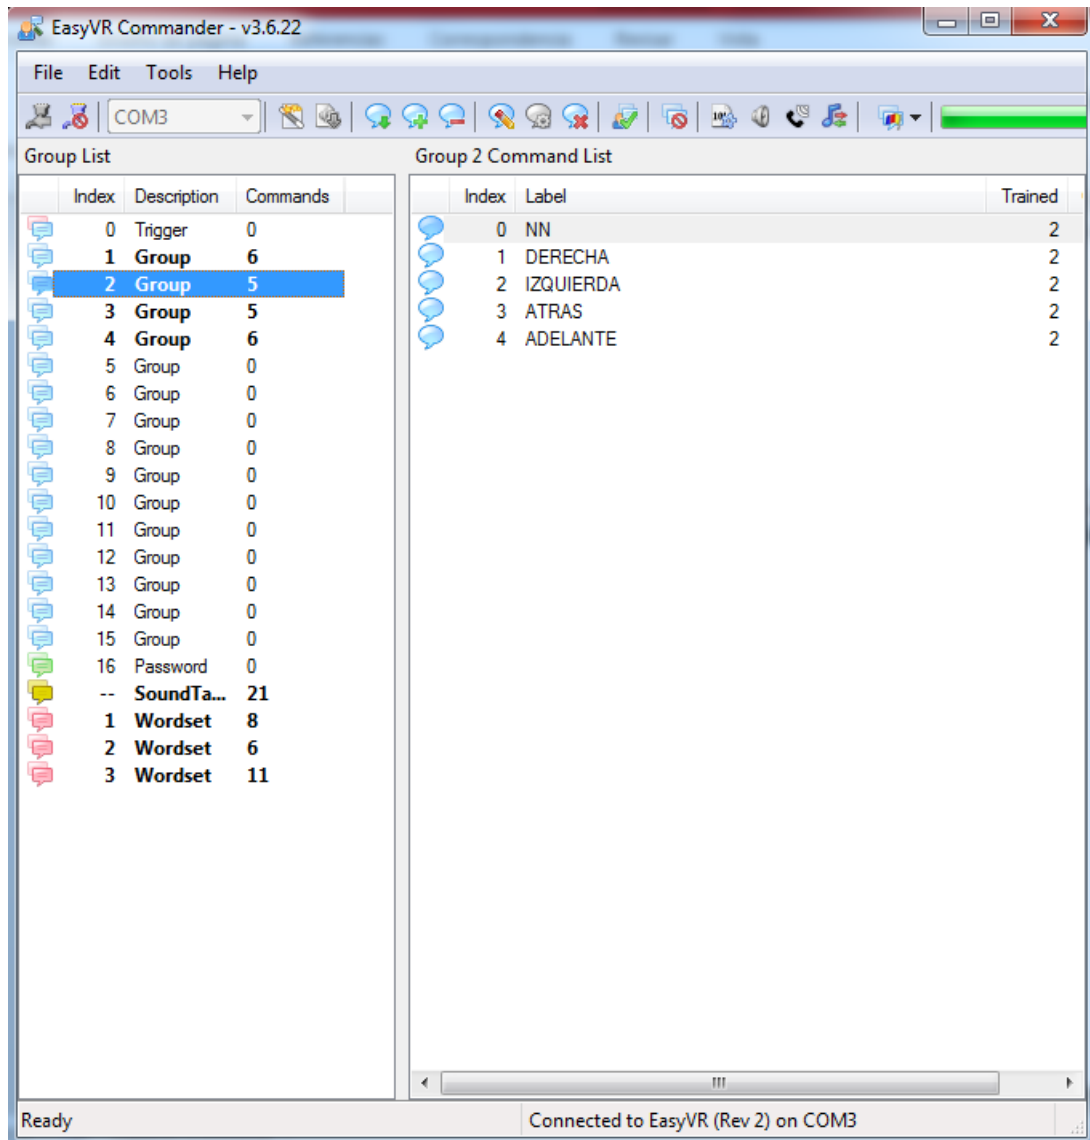 EasyVR Commander - v3.6.22
File Edit Tools Help
COM3
Group List
Index Description Commands
0 Trigger 0
1 Group 6
2 Group 5
3 Group 5
4 Group 6
5 Group 0
6 Group 0
7 Group 0
8 Group 0
9 Group 0
10 Group 0
11 Group 0
12 Group 0
13 Group 0
14 Group 0
15 Group 0
16 Password 0
-- SoundTa... 21
1 Wordset 8
2 Wordset 6
3 Wordset 11
Group 2 Command List
Index Label Trained
0 NN 2
1 DERECHA 2
2 IZQUIERDA 2
3 ATRAS 2
4 ADELANTE 2
Ready
Connected to EasyVR (Rev 2) on COM3